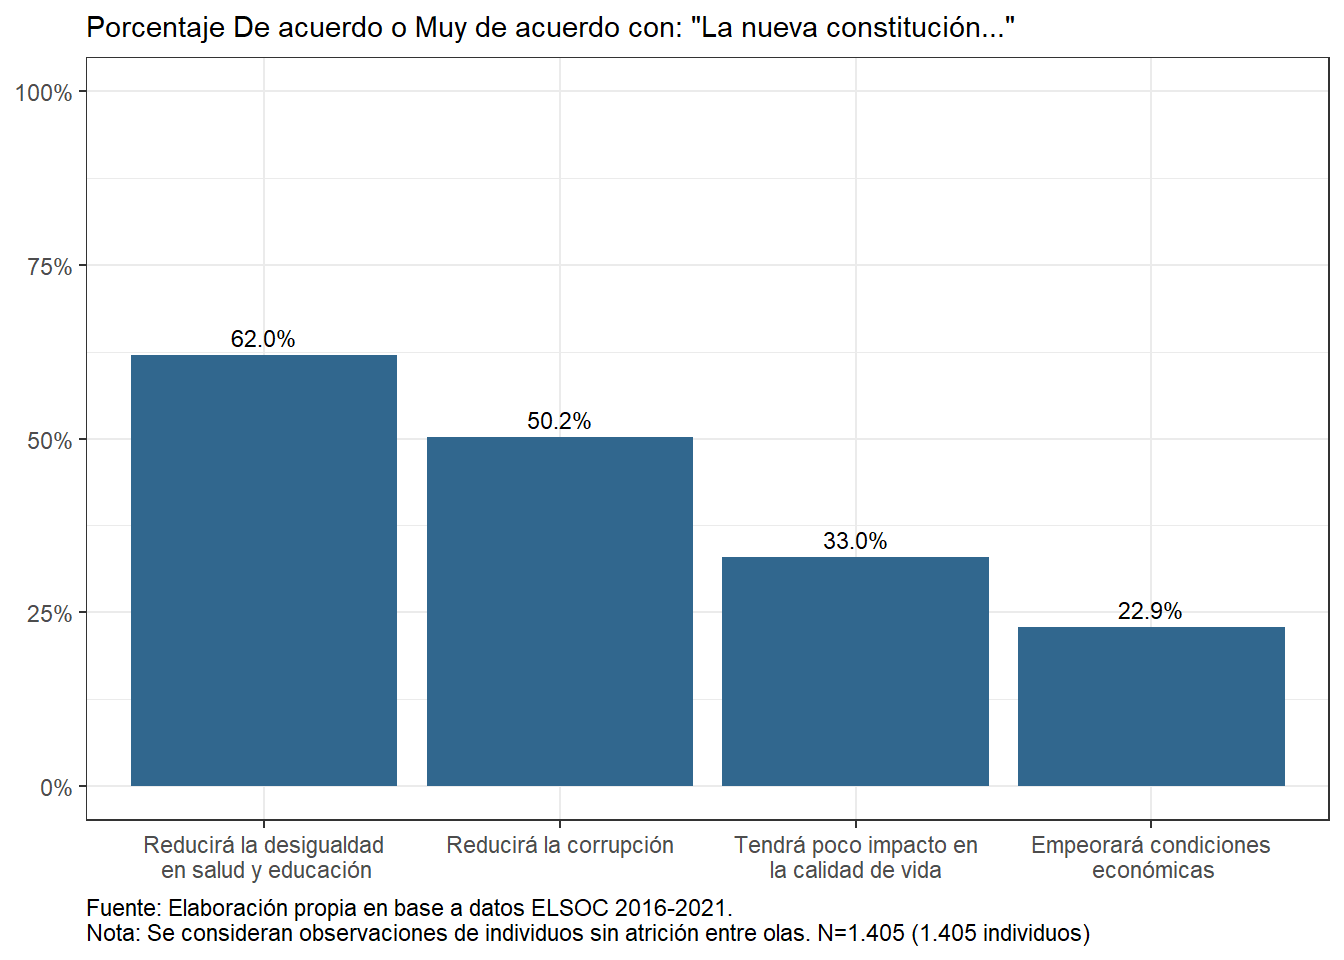 Porcentaje De acuerdo o Muy de acuerdo con: "La nueva constitución..."
100%
75%
50%
25%
0%
62.0%
50.2%
33.0%
22.9%
Reducirá la desigualdad
en salud y educación
Reducirá la corrupción
Tendrá poco impacto en
la calidad de vida
Empeorará condiciones
económicas
Fuente: Elaboración propia en base a datos ELSOC 2016-2021.
Nota: Se consideran observaciones de individuos sin atrición entre olas. N=1.405 (1.405 individuos)